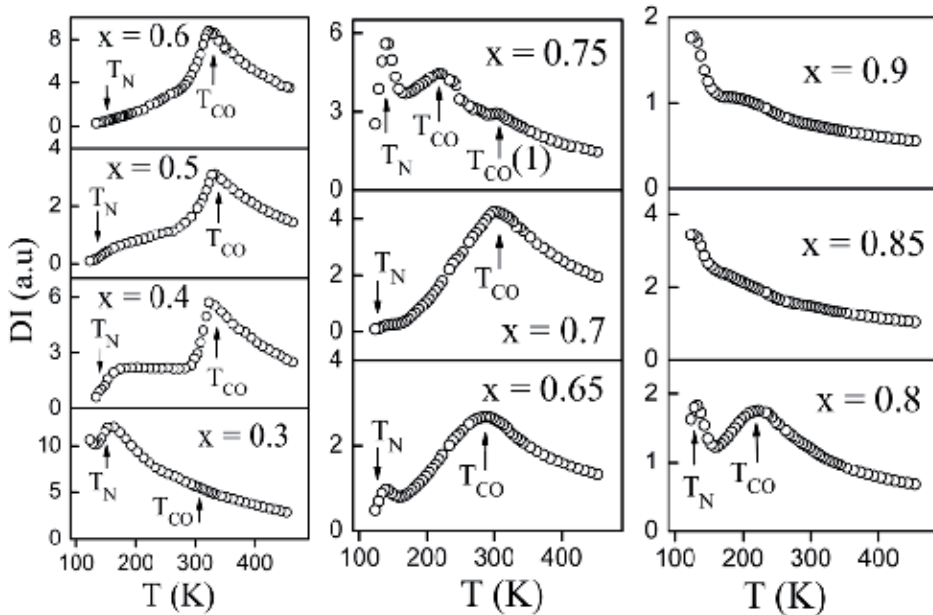 DI (a.u)
8
4
0
x = 0.6
T_N
T_CO
4
2
0
x = 0.5
T_N
T_CO
6
3
0
x = 0.4
T_N
T_CO
10
5
0
x = 0.3
T_N
T_CO
100 200 300 400
T (K)
6
3
0
x = 0.75
T_N
T_CO
T_CO(1)
4
2
0
x = 0.7
T_N
T_CO
4
2
0
x = 0.65
T_N
T_CO
100 200 300 400
T (K)
2
1
0
x = 0.9
4
2
0
x = 0.85
2
1
0
x = 0.8
T_N
T_CO
100 200 300 400
T (K)